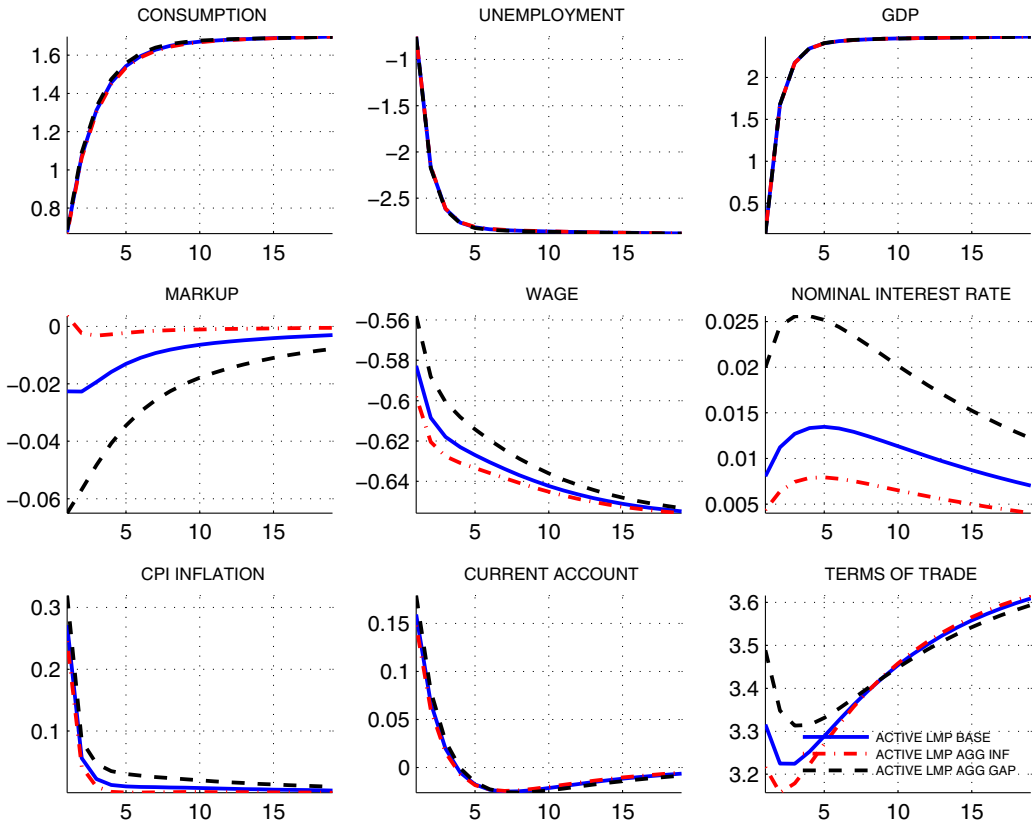 CONSUMPTION
UNEMPLOYMENT
GDP
1.6
1.4
1.2
1
0.8
5 10 15
−1
−1.5
−2
−2.5
5 10 15
2
1.5
1
0.5
5 10 15
MARKUP
WAGE
NOMINAL INTEREST RATE
0
−0.02
−0.04
−0.06
5 10 15
−0.56
−0.58
−0.6
−0.62
−0.64
5 10 15
0.025
0.02
0.015
0.01
0.005
5 10 15
CPI INFLATION
CURRENT ACCOUNT
TERMS OF TRADE
0.3
0.2
0.1
5 10 15
0.15
0.1
0.05
0
5 10 15
3.6
3.5
3.4
3.3
3.2
ACTIVE LMP BASE
ACTIVE LMP AGG INF
ACTIVE LMP AGG GAP
5 10 15